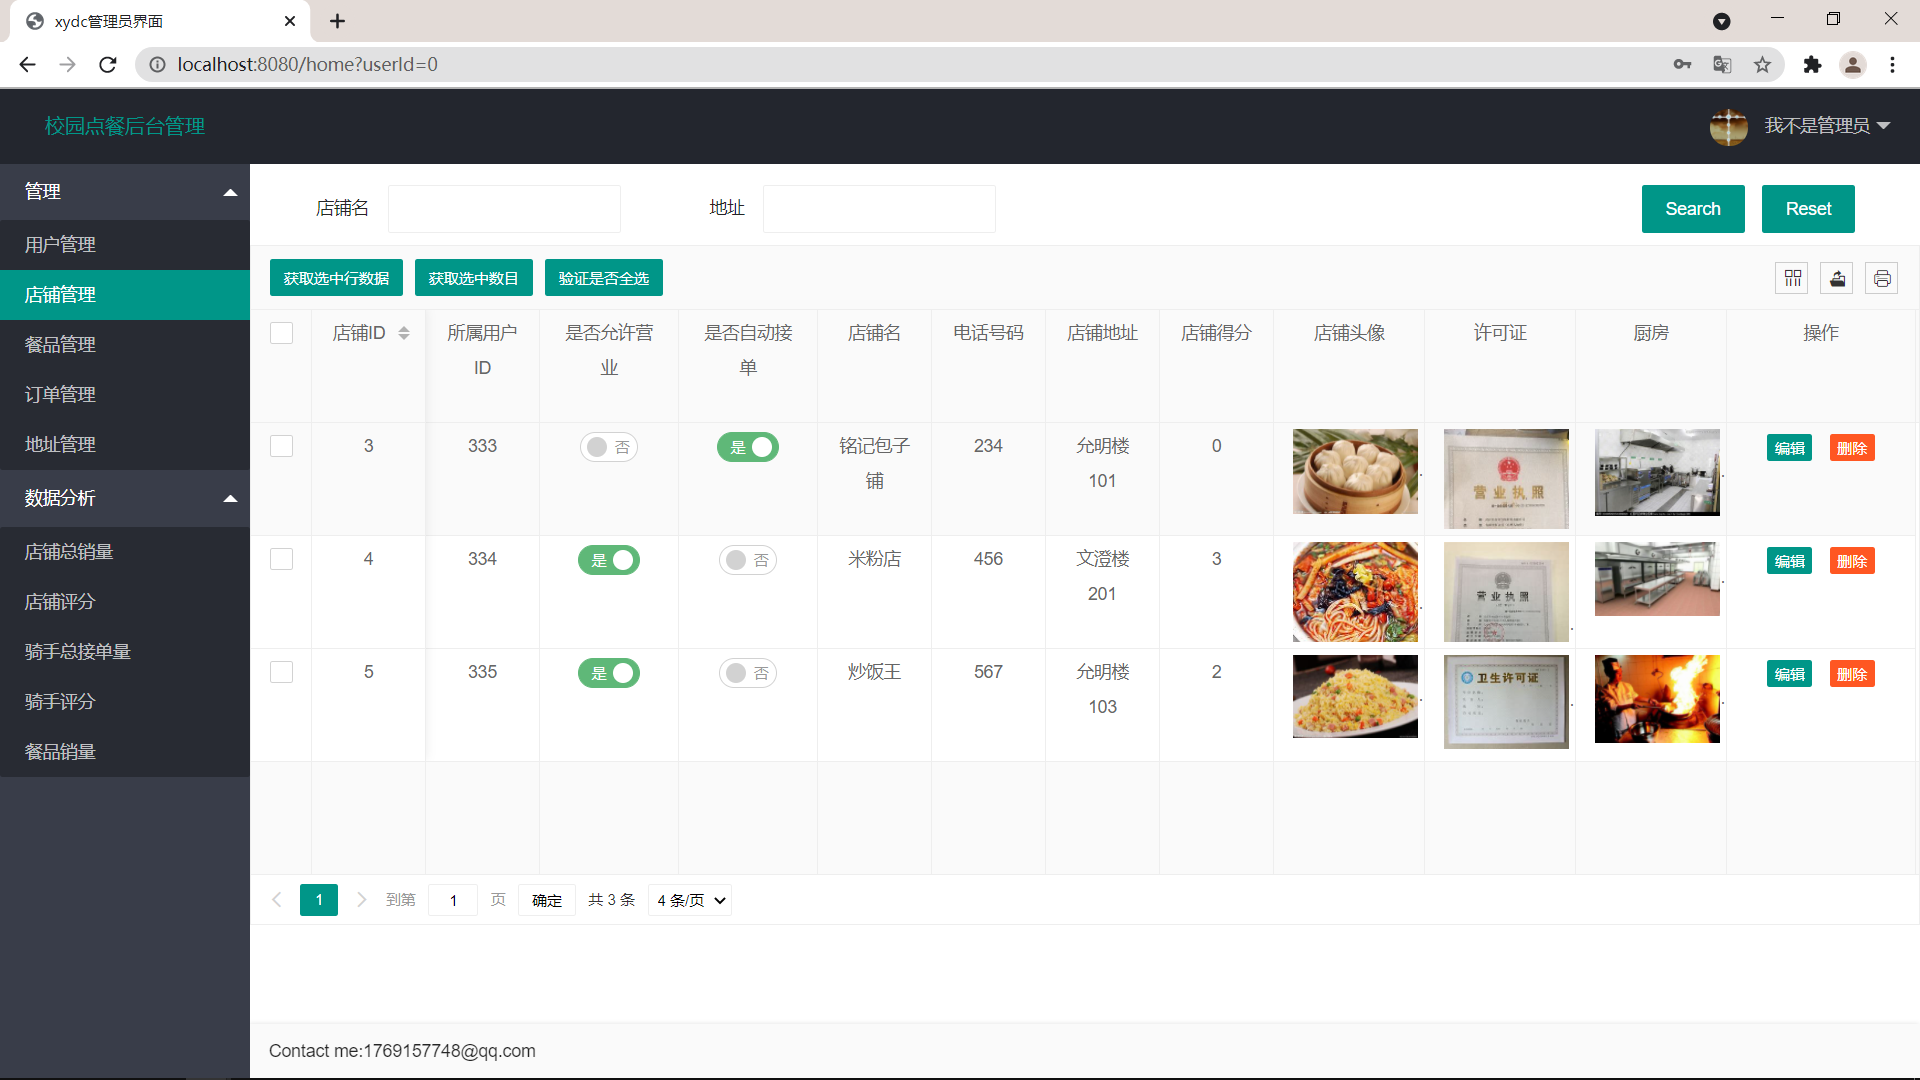 xydc管理员界面
localhost:8080/home?userId=0
校园点餐后台管理
我不是管理员
管理
用户管理
店铺管理
餐品管理
订单管理
地址管理
数据分析
店铺总销量
店铺评分
骑手总接单量
骑手评分
餐品销量
店铺名
地址
Search
Reset
获取选中行数据
获取选中数目
验证是否全选
店铺ID
所属用户
ID
是否允许营
业
是否自动接
单
店铺名
电话号码
店铺地址
店铺得分
店铺头像
许可证
厨房
操作
3
333
否
是
铭记包子
铺
234
允明楼
101
0
营业执照
编辑
删除
4
334
是
否
米粉店
456
文澄楼
201
3
营业执照
编辑
删除
5
335
是
否
炒饭王
567
允明楼
103
2
卫生许可证
编辑
删除
1
到第
1
页
确定
共 3 条
4 条/页
Contact me:1769157748@qq.com